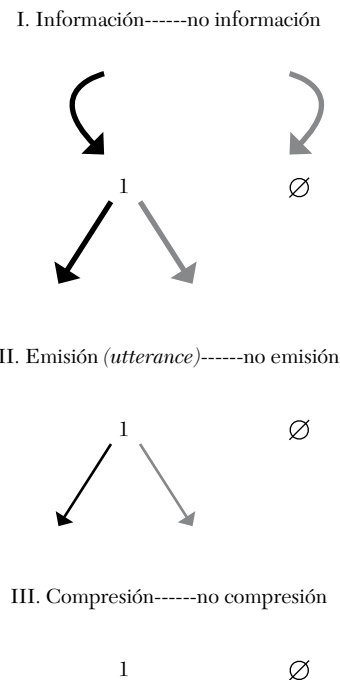 I. Información------no información
1 ∅
II. Emisión (utterance)------no emisión
1 ∅
III. Compresión------no compresión
1 ∅